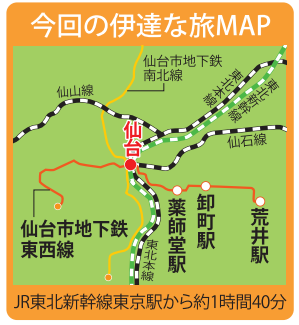 今回の伊達な旅MAP
仙台市地下鉄
南北線
東北本線
東北新幹線
仙山線
仙台
仙石線
仙台市地下鉄
東西線
東北本線
薬師堂駅
卸町駅
荒井駅
JR東北新幹線東京駅から約1時間40分